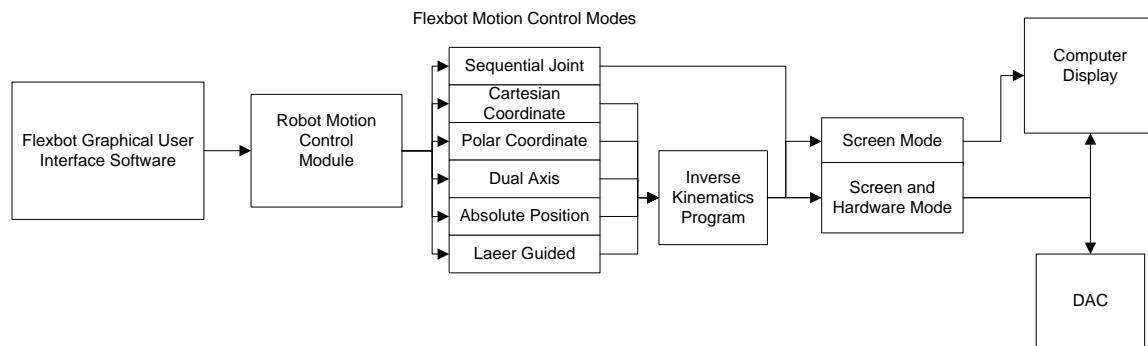 Flexbot Motion Control Modes
Flexbot Graphical User
Interface Software
Robot Motion
Control
Module
Sequential Joint
Cartesian
Coordinate
Polar Coordinate
Dual Axis
Absolute Position
Laeer Guided
Inverse
Kinematics
Program
Screen Mode
Screen and
Hardware Mode
Computer
Display
DAC